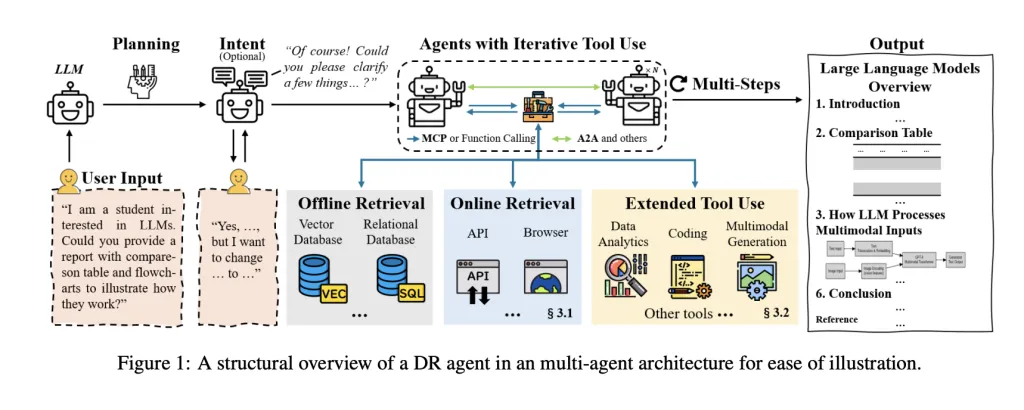 Planning
LLM
Intent
(Optional)
“Of course! Could
you please clarify
a few things… ?”
Agents with Iterative Tool Use
× N
MCP or Function Calling
A2A and others
Multi-Steps
Output
Large Language Models
Overview
1. Introduction
...
2. Comparison Table
... ... ... ...
...
3. How LLM Processes
Multimodal Inputs
Text Input
Image Input
...
6. Conclusion
...
Reference
...
User Input
“I am a student in-
terested in LLMs.
Could you provide a
report with compare-
son table and flowch-
arts to illustrate how
they work?”
“Yes, …,
but I want
to change
… to …”
Offline Retrieval
Vector
Database
Relational
Database
VEC
SQL
...
Online Retrieval
API
Browser
API
...
§ 3.1
Extended Tool Use
Data
Analytics
Coding
Multimodal
Generation
Other tools ...
§ 3.2
Figure 1: A structural overview of a DR agent in an multi-agent architecture for ease of illustration.